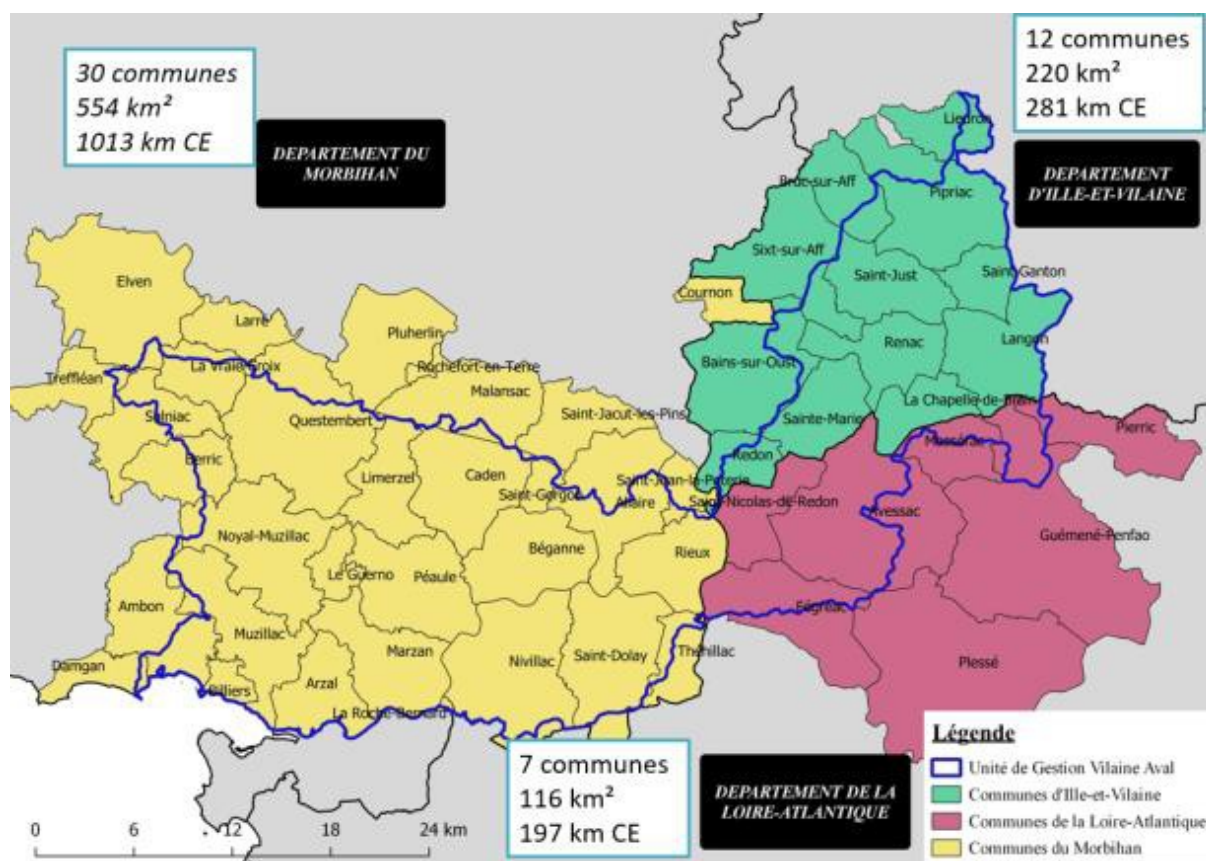 30 communes
554 km²
1013 km CE
DEPARTEMENT DU
MORBIHAN
12 communes
220 km²
281 km CE
DEPARTEMENT
D'ILLE-ET-VILAINE
Lieuron
Bruc-sur-Aff
Pipriac
Sixt-sur-Aff
Saint-Just
Saint-Ganton
Cournon
Renac
Langon
Bains-sur-Oust
La Chapelle-de-Brain
Sainte-Marie
Redon
Elven
Larré
Pluherlin
La Vraie-Croix
Rochefort-en-Terre
Treffléan
Malansac
Sulniac
Questembert
Saint-Jacut-les-Pins
Berric
Limerzel
Caden
Saint-Jean-la-Poterie
Saint-Gorgon
Allaire
Saint-Nicolas-de-Redon
Massérac
Pierric
Avessac
Guémené-Penfao
Noyal-Muzillac
Béganne
Rieux
Le Guerno
Péaule
Ambon
Fégréac
Muzillac
Marzan
Nivillac
Saint-Dolay
Théhillac
Plessé
Damgan
Billiers
Arzal
La Roche-Bernard
7 communes
116 km²
197 km CE
DEPARTEMENT DE LA
LOIRE-ATLANTIQUE
0 6 12 18 24 km
Légende
Unité de Gestion Vilaine Aval
Communes d'Ille-et-Vilaine
Communes de la Loire-Atlantique
Communes du Morbihan